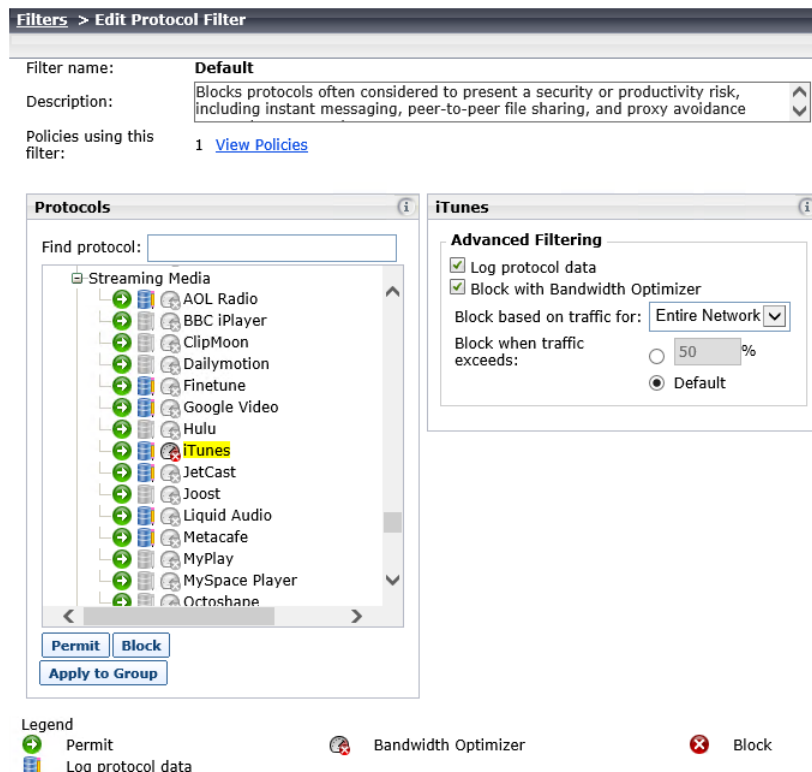 Filters > Edit Protocol Filter
Filter name: Default
Description: Blocks protocols often considered to present a security or productivity risk,
including instant messaging, peer-to-peer file sharing, and proxy avoidance
Policies using this
filter: 1 View Policies
Protocols
Find protocol:
Streaming Media
AOL Radio
BBC iPlayer
ClipMoon
Dailymotion
Finetune
Google Video
Hulu
iTunes
JetCast
Joost
Liquid Audio
Metacafe
MyPlay
MySpace Player
Octoshape
Permit Block
Apply to Group
iTunes
Advanced Filtering
Log protocol data
Block with Bandwidth Optimizer
Block based on traffic for: Entire Network
Block when traffic
exceeds: 50 %
Default
Legend
Permit Bandwidth Optimizer Block
Log protocol data